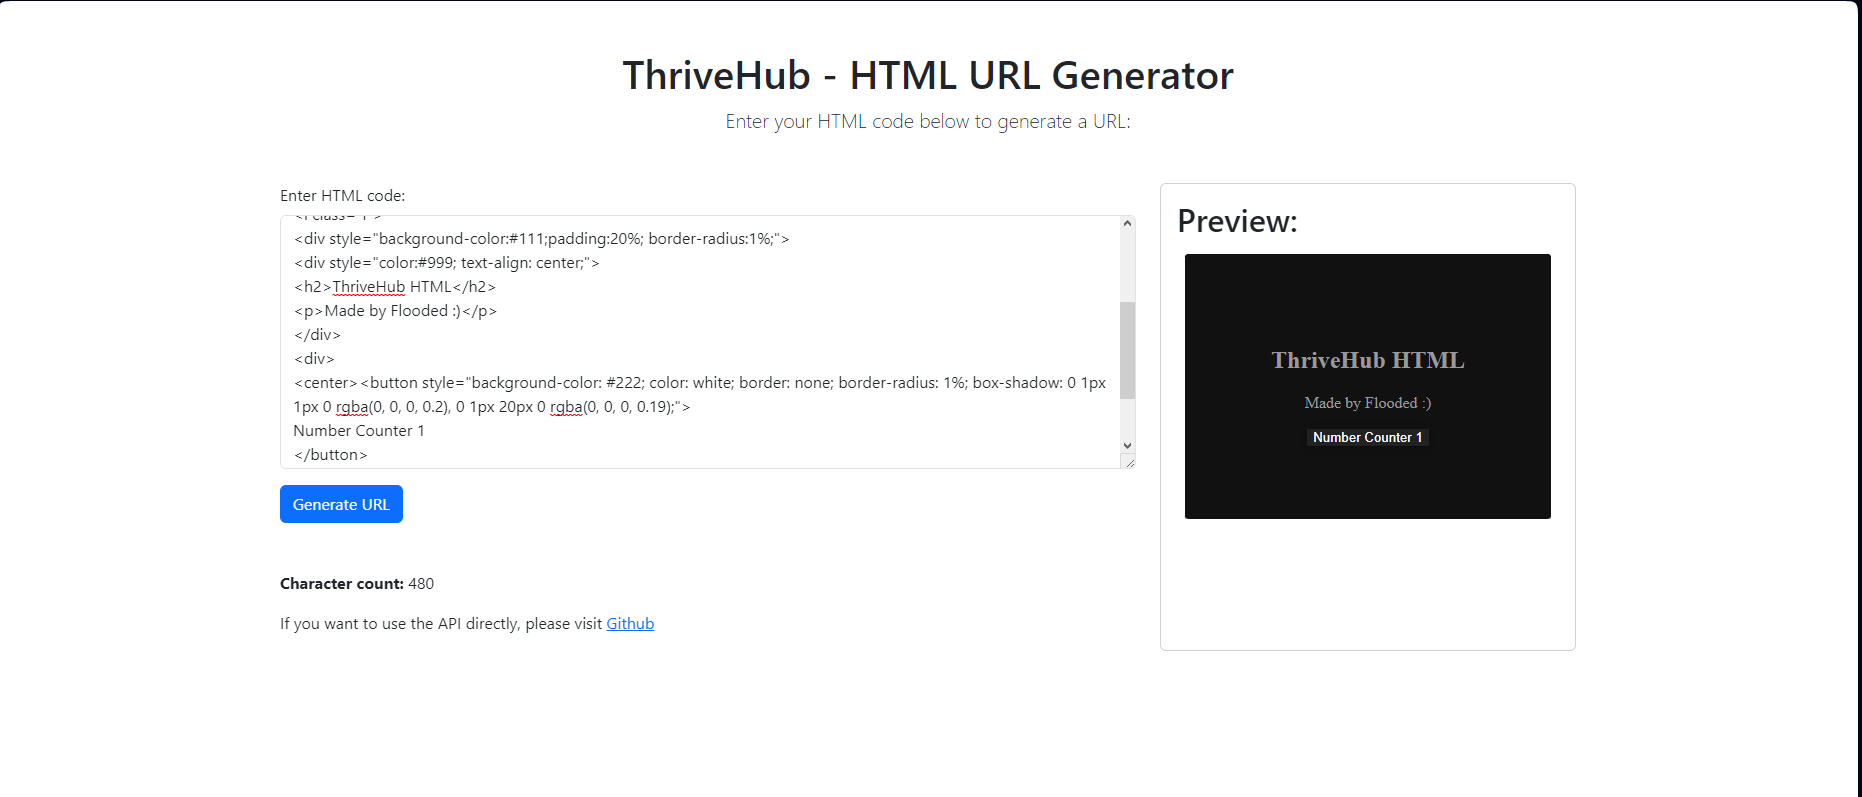 ThriveHub - HTML URL Generator
Enter your HTML code below to generate a URL:
Enter HTML code:
<div style="background-color:#111;padding:20%; border-radius:1%;">
<div style="color:#999; text-align: center;">
<h2>ThriveHub HTML</h2>
<p>Made by Flooded :)</p>
</div>
<div>
<center><button style="background-color: #222; color: white; border: none; border-radius: 1%; box-shadow: 0 1px
1px 0 rgba(0, 0, 0, 0.2), 0 1px 20px 0 rgba(0, 0, 0, 0.19);">
Number Counter 1
</button>
Generate URL
Character count: 480
If you want to use the API directly, please visit Github
Preview:
ThriveHub HTML
Made by Flooded :)
Number Counter 1